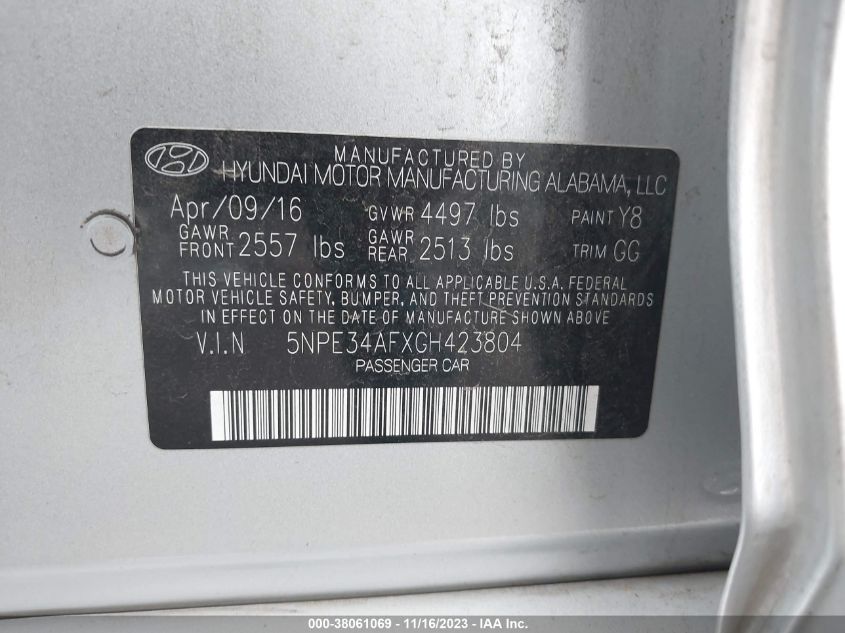 MANUFACTURED BY
HYUNDAI MOTOR MANUFACTURING ALABAMA, LLC
Apr/09/16 GVWR 4497 lbs PAINT Y8
GAWR FRONT 2557 lbs GAWR REAR 2513 lbs TRIM GG
THIS VEHICLE CONFORMS TO ALL APPLICABLE U.S.A. FEDERAL
MOTOR VEHICLE SAFETY, BUMPER, AND THEFT PREVENTION STANDARDS
IN EFFECT ON THE DATE OF MANUFACTURE SHOWN ABOVE
V.I.N 5NPE34AFXGH423804
PASSENGER CAR
000-38061069 - 11/16/2023 - IAA Inc.